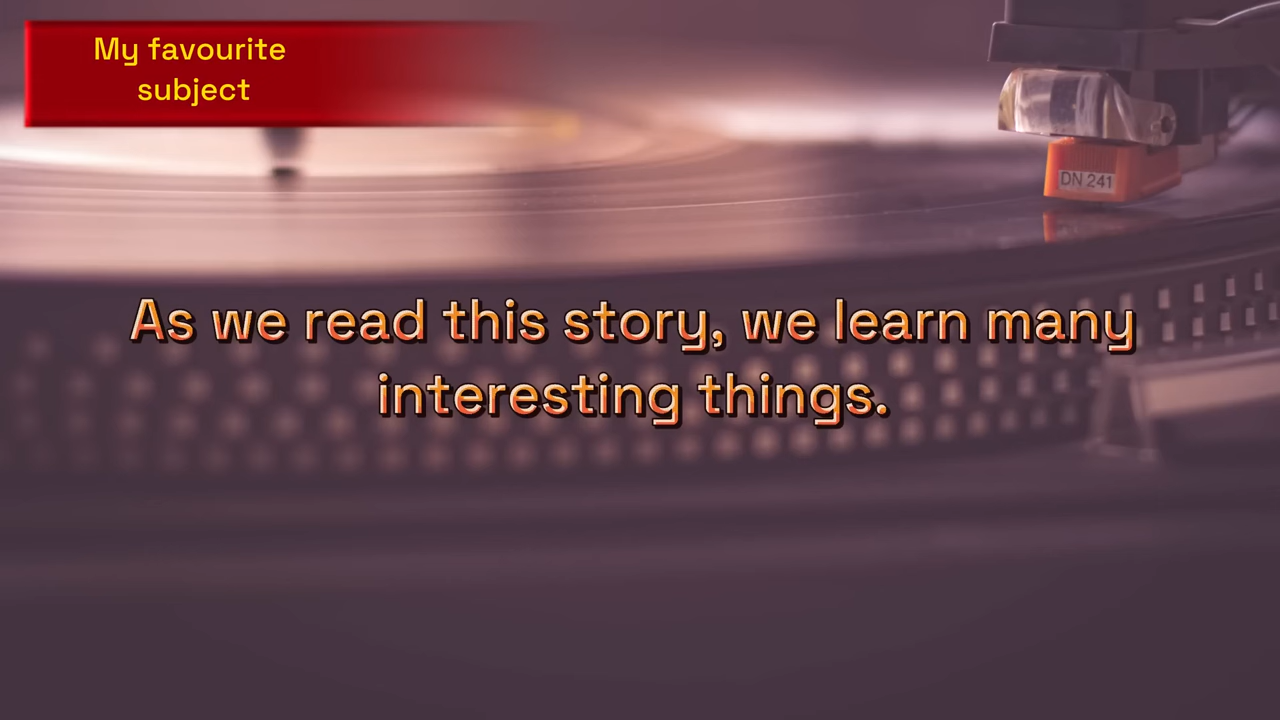 My favourite
subject
DN 241
As we read this story, we learn many
interesting things.